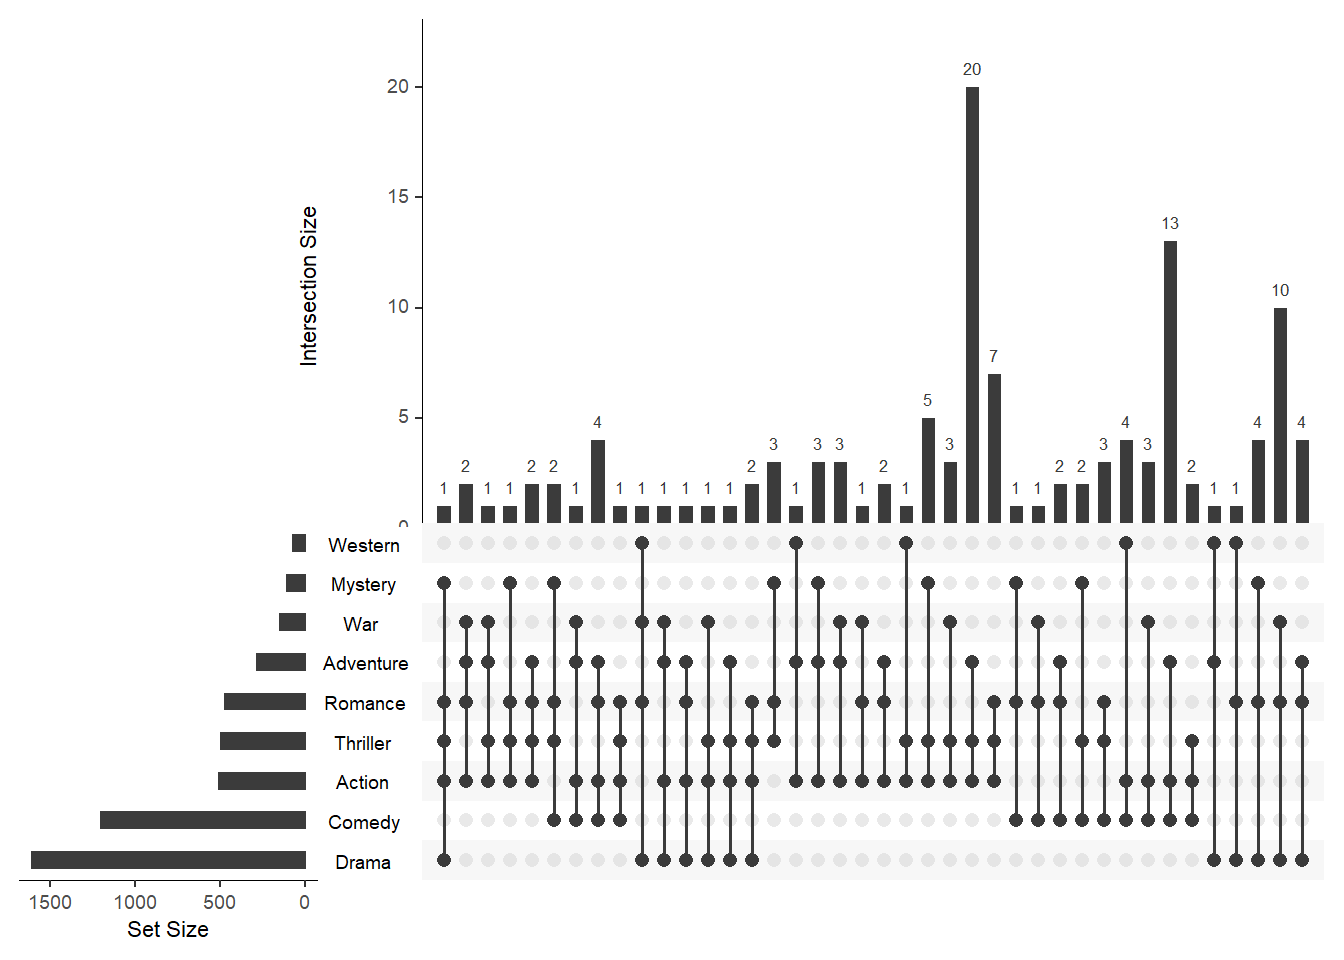 20
15
10
5
0
Intersection Size
1 2 1 1 2 2 1 4 1 1 1 1 1 1 2 3 1 3 3 1 2 1 5 3 20 7 1 1 2 2 3 4 3 13 2 1 1 4 10 4
Western
Mystery
War
Adventure
Romance
Thriller
Action
Comedy
Drama
1500 1000 500 0
Set Size